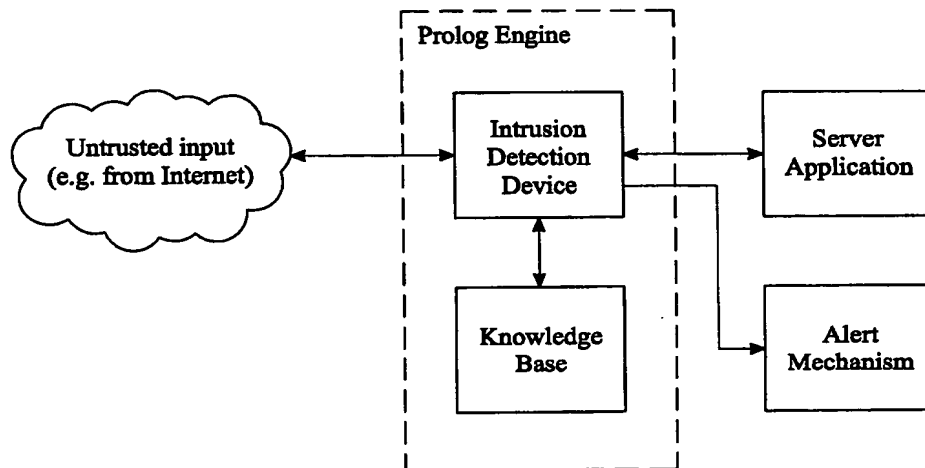 Prolog Engine
Untrusted input
(e.g. from Internet)
Intrusion
Detection
Device
Server
Application
Knowledge
Base
Alert
Mechanism